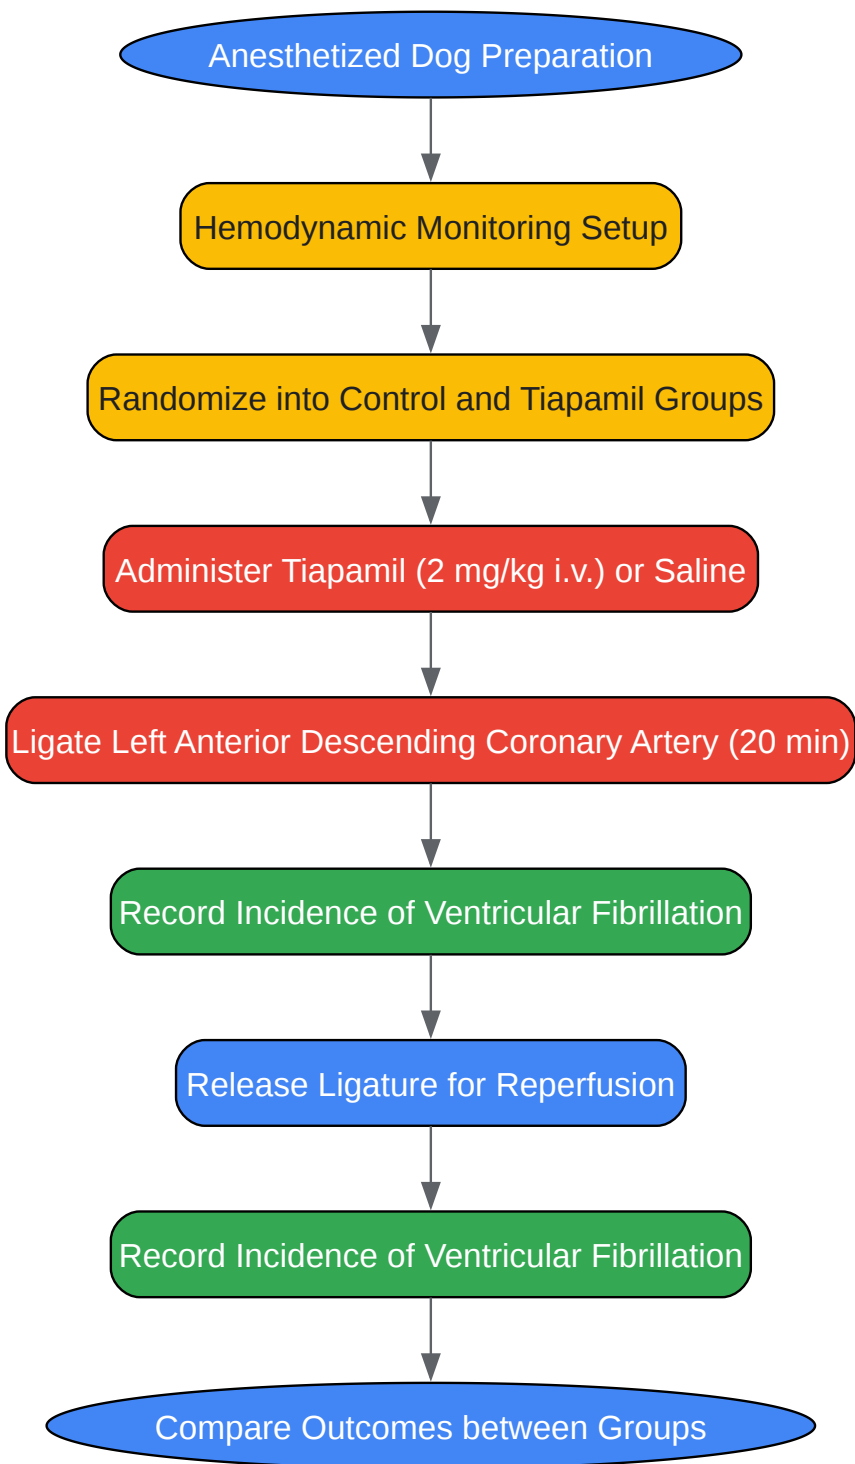 Anesthetized Dog Preparation
Hemodynamic Monitoring Setup
Randomize into Control and Tiapamil Groups
Administer Tiapamil (2 mg/kg i.v.) or Saline
Ligate Left Anterior Descending Coronary Artery (20 min)
Record Incidence of Ventricular Fibrillation
Release Ligature for Reperfusion
Record Incidence of Ventricular Fibrillation
Compare Outcomes between Groups